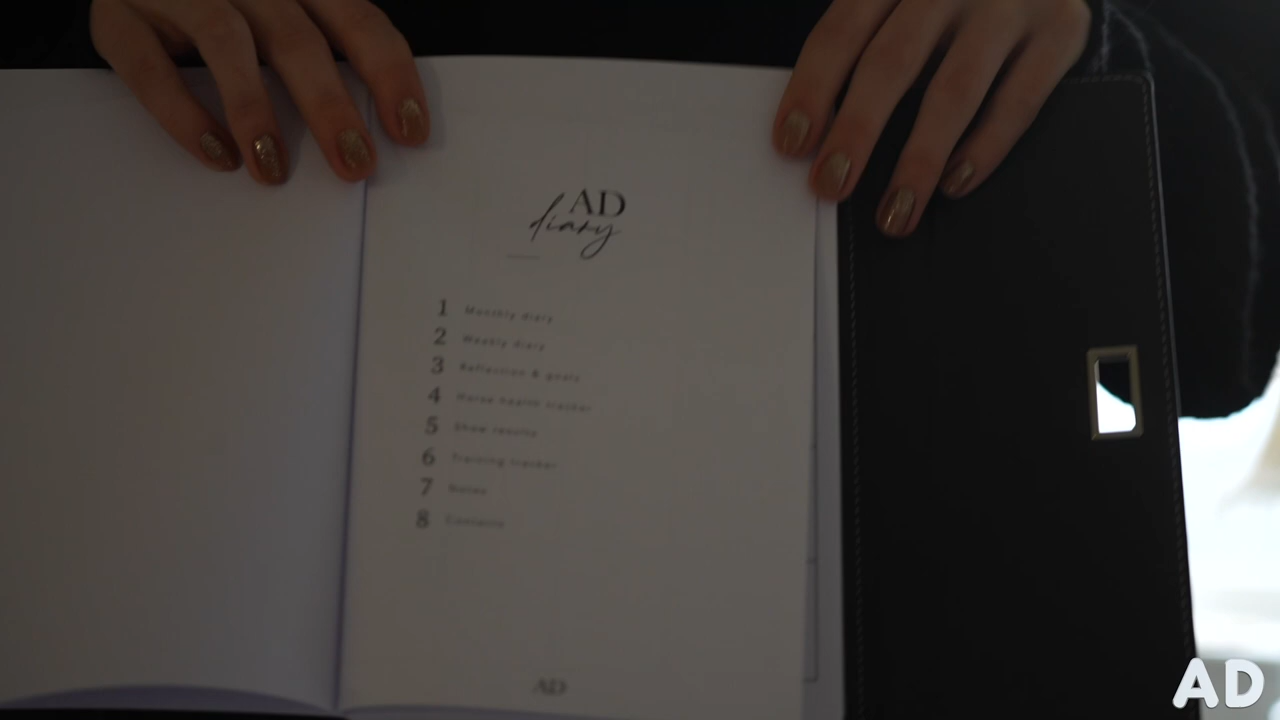 AD
diary
1 Monthly diary
2 Weekly diary
3 Reflection & goals
4 Horse health tracker
5 Show results
6 Training tracker
7 Notes
8 Contacts
AD
AD